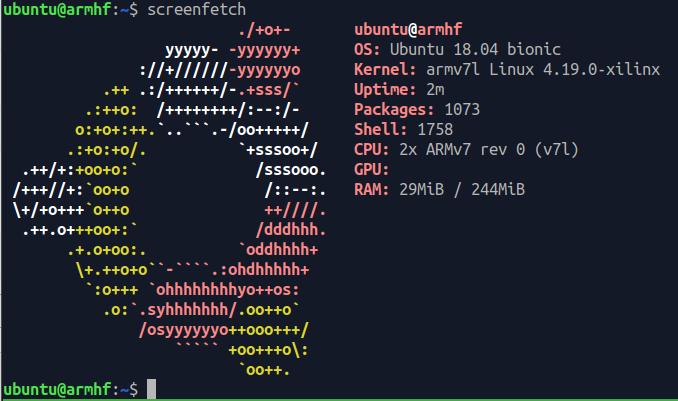 ubuntu@armhf:~$ screenfetch
                          ./+o+-       ubuntu@armhf
                  yyyyy- -yyyyyy+      OS: Ubuntu 18.04 bionic
               ://+//////-yyyyyyo      Kernel: armv7l Linux 4.19.0-xilinx
           .++ .:/++++++/-.+sss/`      Uptime: 2m
         .:++o:  /++++++++/:--:/-      Packages: 1073
        o:+o+:++.`..```.-/oo+++++/     Shell: 1758
       .:+o:+o/.          `+sssoo+/    CPU: 2x ARMv7 rev 0 (v7l)
  .++/+:+oo+o:`             /sssooo.   GPU:
 /+++//+:`oo+o               /::--:.   RAM: 29MiB / 244MiB
 \+/+o+++`o++o               ++////.
  .++.o+++oo+:`             /dddhhh.
       .+.o+oo:.          `oddhhhh+
        \+.++o+o``-````.:ohdhhhhh+
         `:o+++ `ohhhhhhhhyo++os:
           .o:`.syhhhhhhh/.oo++o`
               /osyyyyyyo++ooo+++/
                   ````` +oo+++o\:
                          `oo++.
ubuntu@armhf:~$